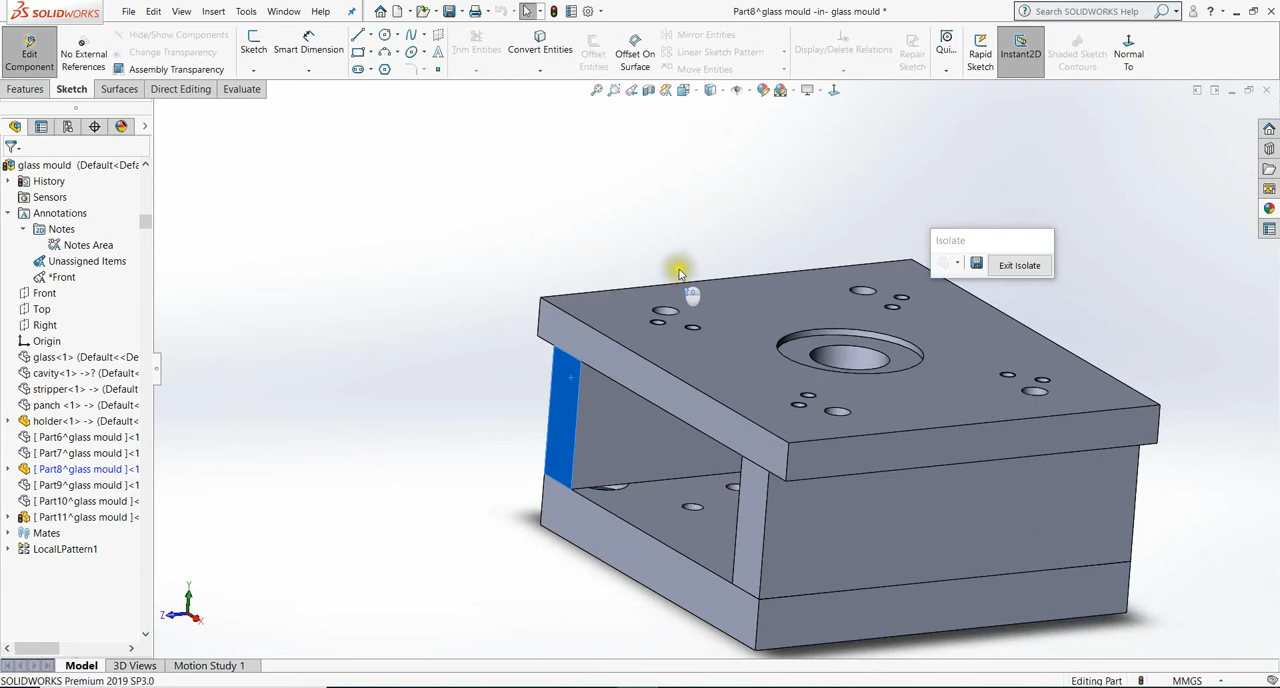 SOLIDWORKS File Edit View Insert Tools Window Help
Part8^glass mould -in- glass mould *
Search SOLIDWORKS Help
Edit Component
No External References
Hide/Show Components
Change Transparency
Assembly Transparency
Sketch
Smart Dimension
Trim Entities
Convert Entities
Offset Entities
Offset On Surface
Mirror Entities
Linear Sketch Pattern
Move Entities
Display/Delete Relations
Repair Sketch
Qui...
Rapid Sketch
Instant2D
Shaded Sketch Contours
Normal To
Features Sketch Surfaces Direct Editing Evaluate
glass mould (Default<Defa
History
Sensors
Annotations
Notes
Notes Area
Unassigned Items
*Front
Front
Top
Right
Origin
glass<1> (Default<<De
cavity<1> ->? (Default
stripper<1> -> (Default
panch <1> -> (Default
holder<1> -> (Default
[ Part6^glass mould ]<1
[ Part7^glass mould ]<1
[ Part8^glass mould ]<1
[ Part9^glass mould ]<1
[ Part10^glass mould ]<
[ Part11^glass mould ]<
Mates
LocalLPattern1
Isolate
Exit Isolate
Y
Z
X
Model 3D Views Motion Study 1
SOLIDWORKS Premium 2019 SP3.0
Editing Part
MMGS